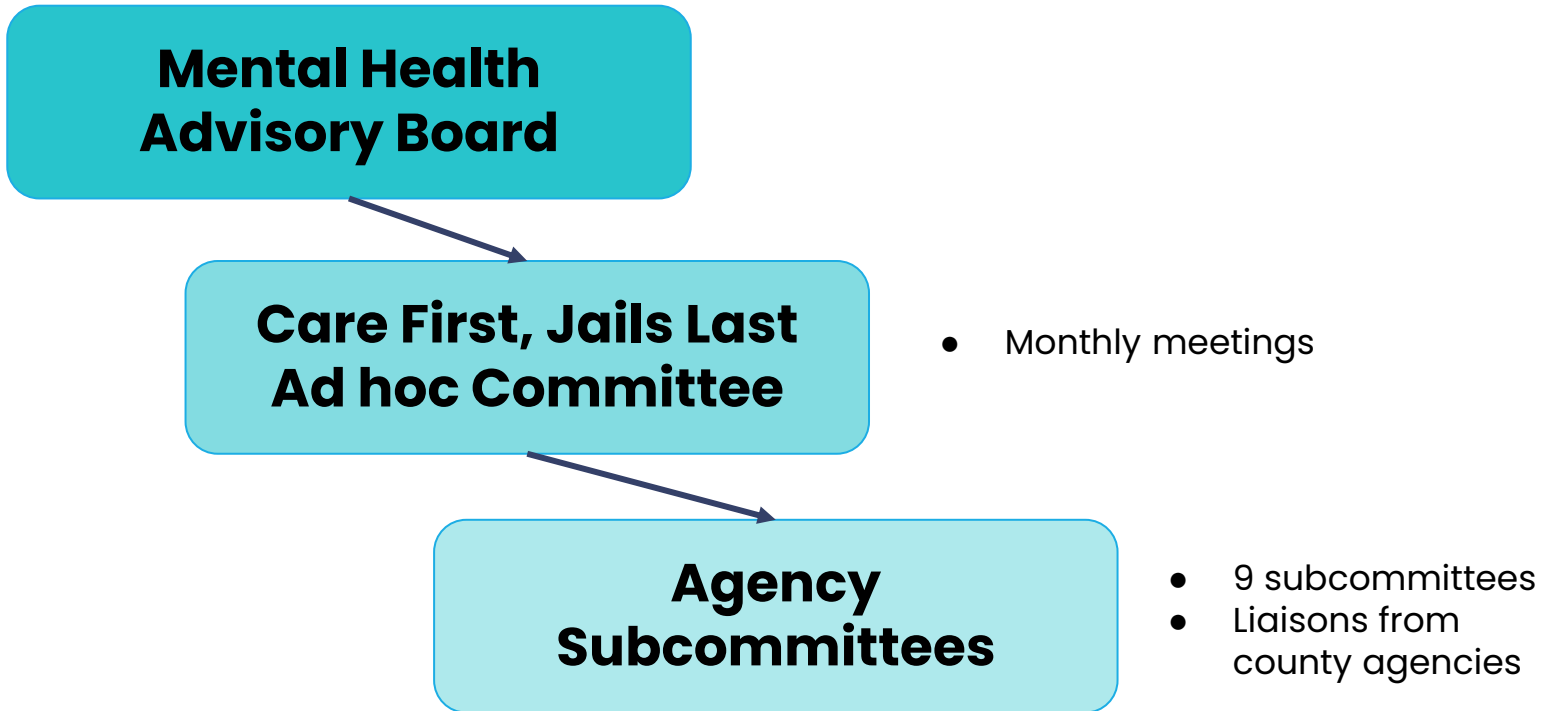 Mental Health
Advisory Board
Care First, Jails Last
Ad hoc Committee
● Monthly meetings
Agency
Subcommittees
● 9 subcommittees
● Liaisons from
county agencies